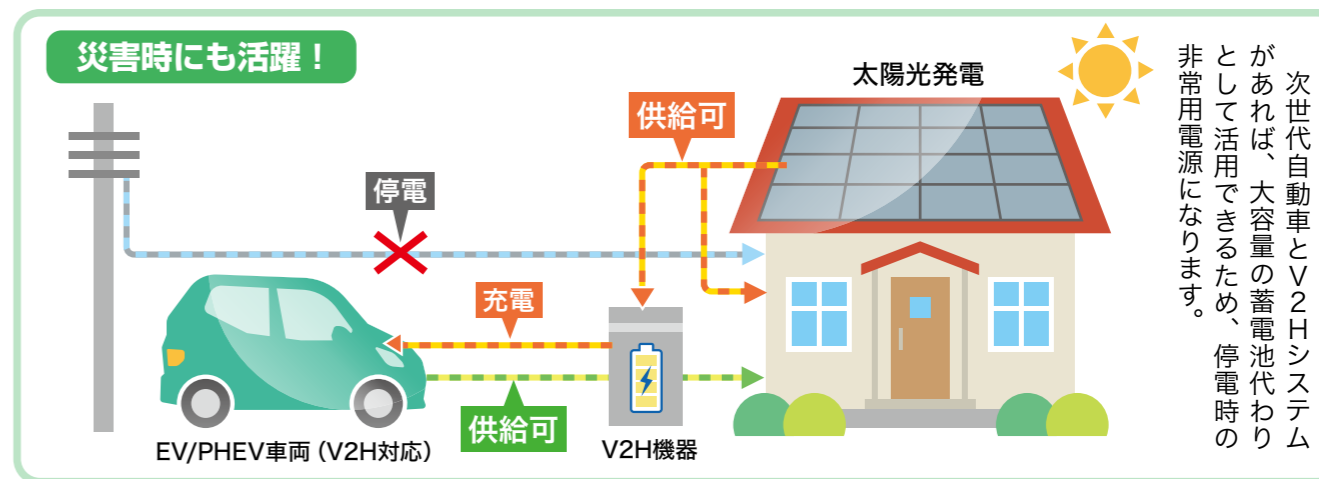 災害時にも活躍！
太陽光発電
供給可
停電
充電
供給可
EV/PHEV車両（V2H対応）
V2H機器
次世代自動車とV2Hシステム
があれば、大容量の蓄電池代わり
として活用できるため、停電時の
非常用電源になります。